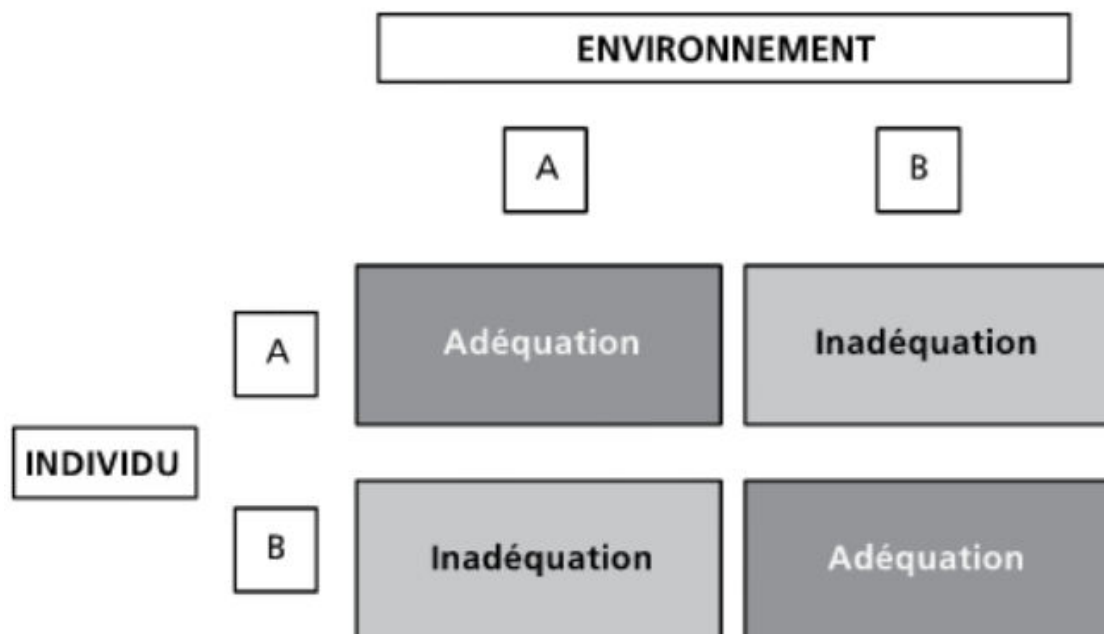 ENVIRONNEMENT
A
B
A
Adéquation
Inadéquation
INDIVIDU
B
Inadéquation
Adéquation